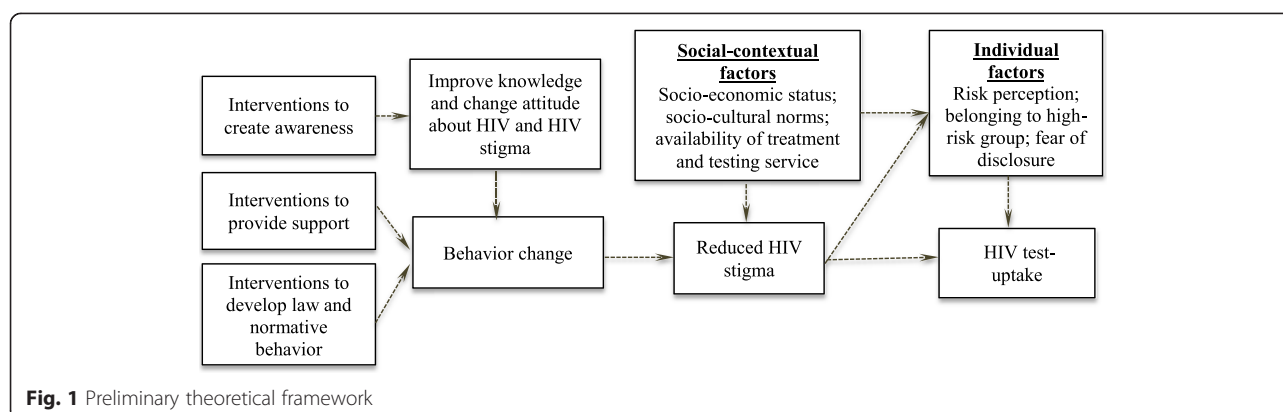 Interventions to
create awareness
Improve knowledge
and change attitude
about HIV and HIV
stigma
Social-contextual
factors
Socio-economic status;
socio-cultural norms;
availability of treatment
and testing service
Individual
factors
Risk perception;
belonging to high-
risk group; fear of
disclosure
Interventions to
provide support
Interventions to
develop law and
normative
behavior
Behavior change
Reduced HIV
stigma
HIV test-
uptake
Fig. 1 Preliminary theoretical framework